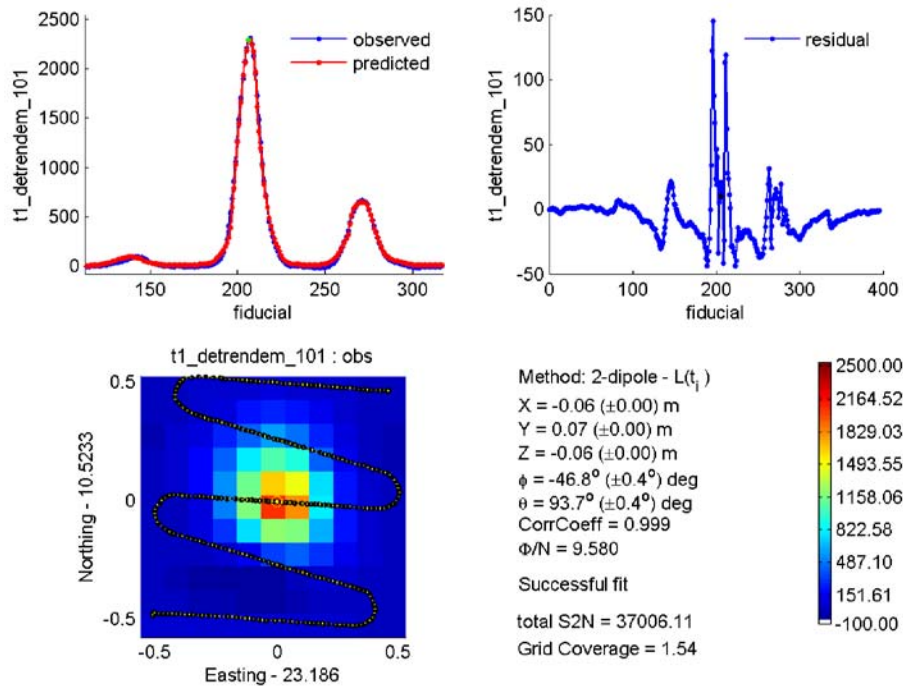 2500
2000
1500
1000
500
0
t1_detrendem_101
observed
predicted
150
200
250
300
fiducial
150
100
50
0
-50
t1_detrendem_101
residual
0
100
200
300
400
fiducial
t1_detrendem_101 : obs
0.5
0
-0.5
Northing - 10.5233
-0.5
0
0.5
Easting - 23.186
Method: 2-dipole - L(t_i)
X = -0.06 (±0.00) m
Y = 0.07 (±0.00) m
Z = -0.06 (±0.00) m
ϕ = -46.8° (±0.4°) deg
θ = 93.7° (±0.4°) deg
CorrCoeff = 0.999
Φ/N = 9.580
Successful fit
total S2N = 37006.11
Grid Coverage = 1.54
2500.00
2164.52
1829.03
1493.55
1158.06
822.58
487.10
151.61
-100.00